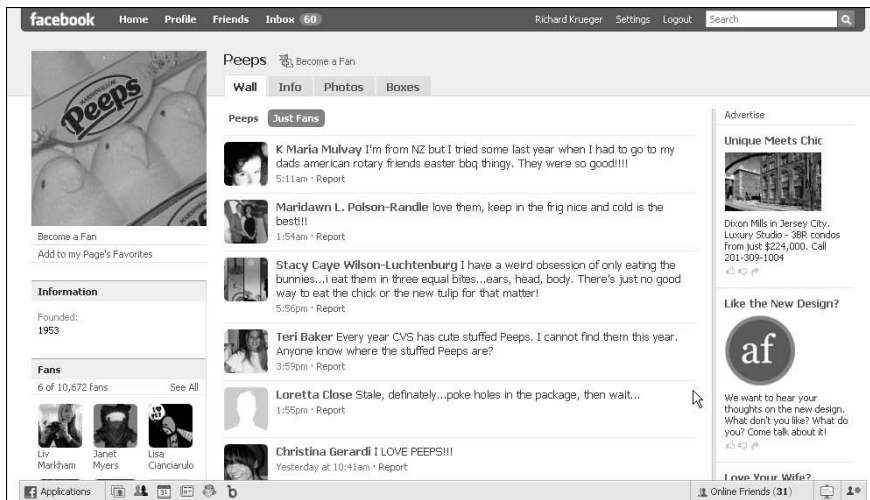 facebook Home Profile Friends Inbox 60 Richard Krueger Settings Logout Search
MARSHMALLOW
Peeps
Become a Fan
Add to my Page's Favorites
Information
Founded:
1953
Fans
6 of 10,672 fans See All
Liv
Markham
Janet
Myers
Lisa
Cianciarulo
Peeps Become a Fan
Wall Info Photos Boxes
Peeps Just Fans
K Maria Mulvay I'm from NZ but I tried some last year when I had to go to my
dads american rotary friends easter bbq thingy. They were so good!!!!
5:11am · Report
Maridawn L. Polson-Randle love them, keep in the frig nice and cold is the
best!!!
1:54am · Report
Stacy Caye Wilson-Luchtenburg I have a weird obsession of only eating the
bunnies...i eat them in three equal bites...ears, head, body. There's just no good
way to eat the chick or the new tulip for that matter!
5:56pm · Report
Teri Baker Every year CVS has cute stuffed Peeps. I cannot find them this year.
Anyone know where the stuffed Peeps are?
3:59pm · Report
Loretta Close Stale, definately...poke holes in the package, then wait...
1:55pm · Report
Christina Gerardi I LOVE PEEPS!!!
Yesterday at 10:41am · Report
Advertise
Unique Meets Chic
Dixon Mills in Jersey City.
Luxury Studio - 3BR condos
from just $224,000. Call
201-309-1004
Like the New Design?
af
We want to hear your
thoughts on the new design.
What don't you like? What do
you? Come talk about it!
Love Your Wife?
Applications 31 Online Friends (31)